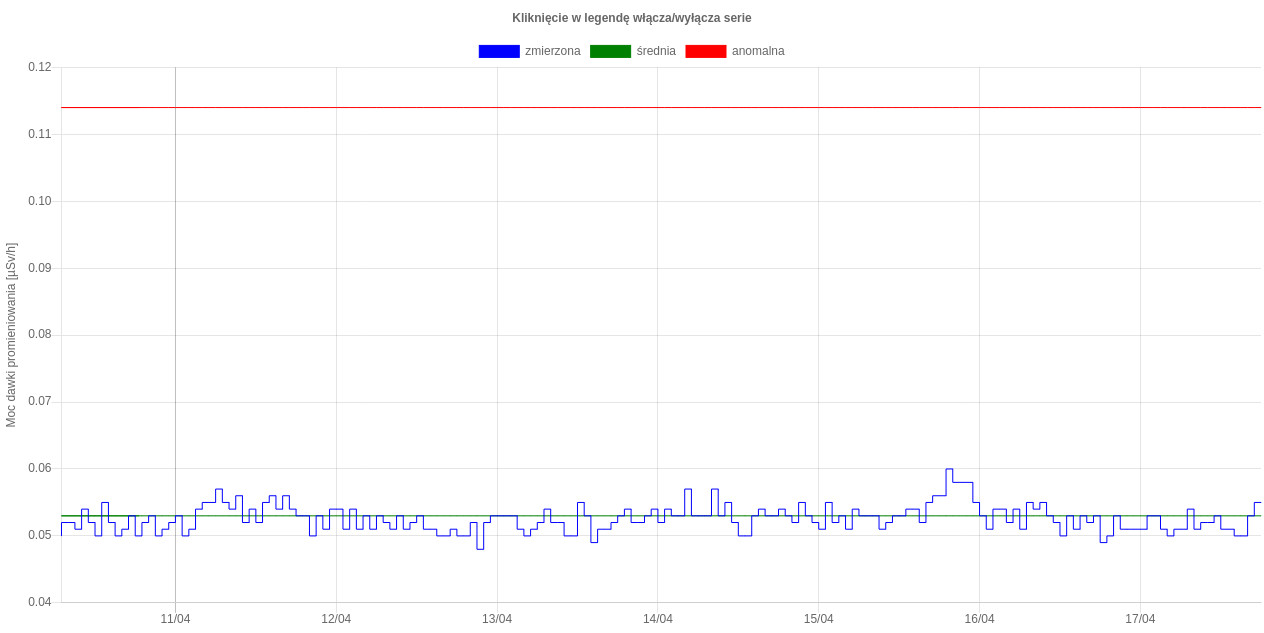 Kliknięcie w legendę włącza/wyłącza serie
zmierzona średnia anomalna
Moc dawki promieniowania [µSv/h]
0.12
0.11
0.10
0.09
0.08
0.07
0.06
0.05
0.04
11/04 12/04 13/04 14/04 15/04 16/04 17/04